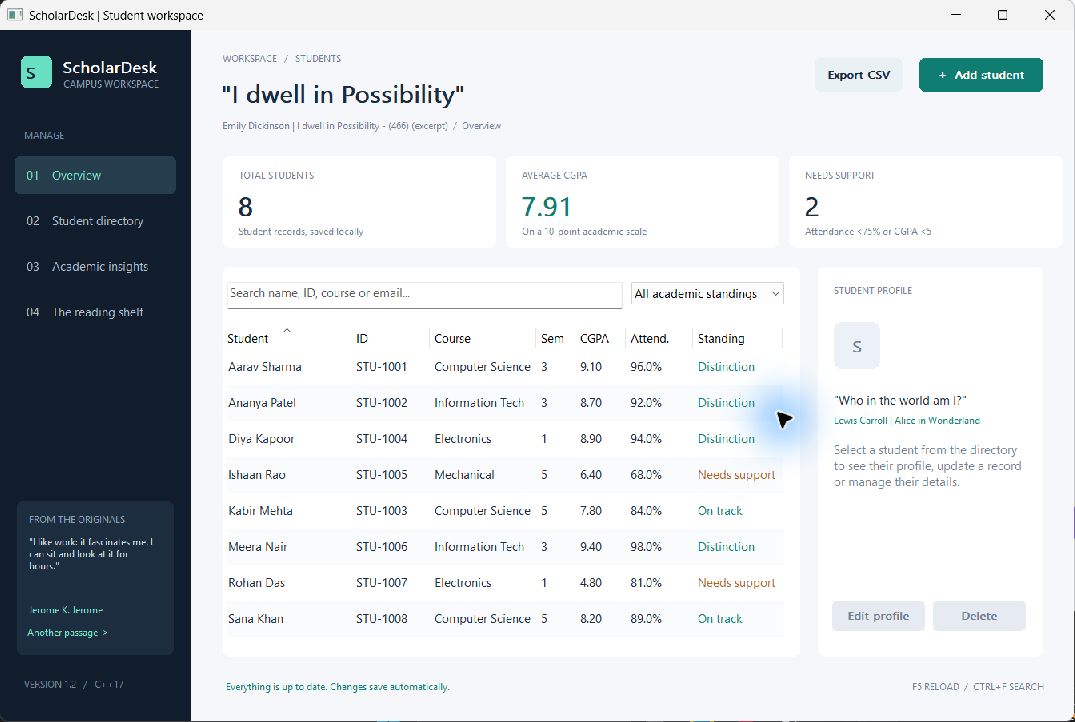 ScholarDesk | Student workspace
S
ScholarDesk
CAMPUS WORKSPACE
MANAGE
01 Overview
02 Student directory
03 Academic insights
04 The reading shelf
FROM THE ORIGINALS
"I like work: it fascinates me. I
can sit and look at it for
hours."
Jerome K. Jerome
Another passage >
VERSION 1.2 / C++17
WORKSPACE / STUDENTS
"I dwell in Possibility"
Emily Dickinson | I dwell in Possibility - (466) (excerpt) / Overview
Export CSV
+ Add student
TOTAL STUDENTS
8
Student records, saved locally
AVERAGE CGPA
7.91
On a 10-point academic scale
NEEDS SUPPORT
2
Attendance <75% or CGPA <5
Search name, ID, course or email...
All academic standings
Student ID Course Sem CGPA Attend. Standing
Aarav Sharma STU-1001 Computer Science 3 9.10 96.0% Distinction
Ananya Patel STU-1002 Information Tech 3 8.70 92.0% Distinction
Diya Kapoor STU-1004 Electronics 1 8.90 94.0% Distinction
Ishaan Rao STU-1005 Mechanical 5 6.40 68.0% Needs support
Kabir Mehta STU-1003 Computer Science 5 7.80 84.0% On track
Meera Nair STU-1006 Information Tech 3 9.40 98.0% Distinction
Rohan Das STU-1007 Electronics 1 4.80 81.0% Needs support
Sana Khan STU-1008 Computer Science 5 8.20 89.0% On track
STUDENT PROFILE
S
"Who in the world am I?"
Lewis Carroll | Alice in Wonderland
Select a student from the directory
to see their profile, update a record
or manage their details.
Edit profile
Delete
Everything is up to date. Changes save automatically.
F5 RELOAD / CTRL+F SEARCH